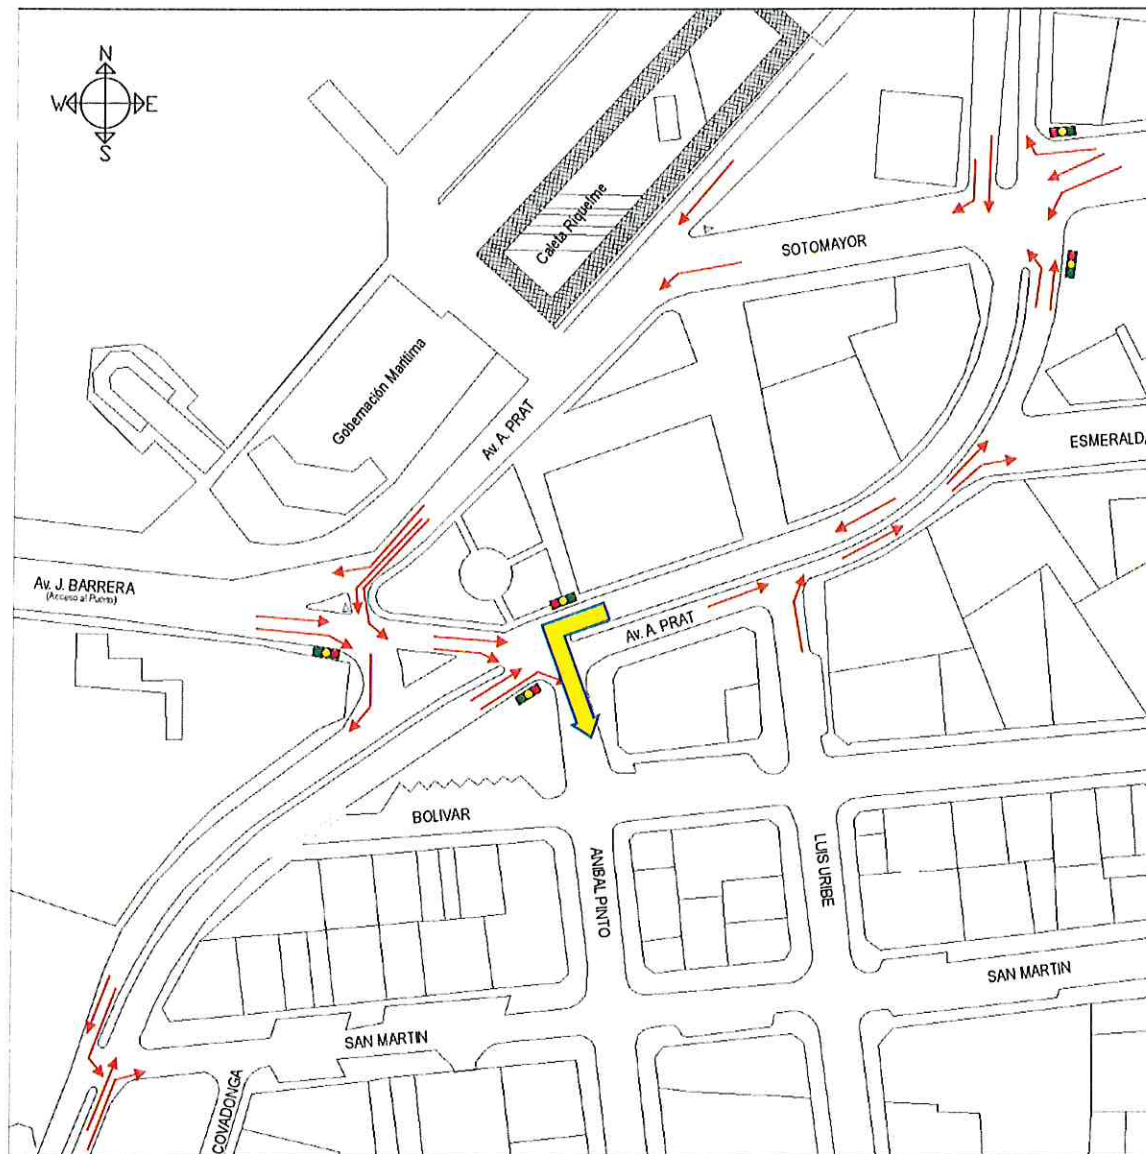 N
W E
S
Caleta Riquelme
SOTOMAYOR
Gobernación Marítima
Av. A. PRAT
ESMERALDA
Av. J. BARRERA
(Acceso al Puerto)
Av. A. PRAT
BOLIVAR
ANIBAL PINTO
LUIS URIBE
SAN MARTIN
SAN MARTIN
COVADONGA